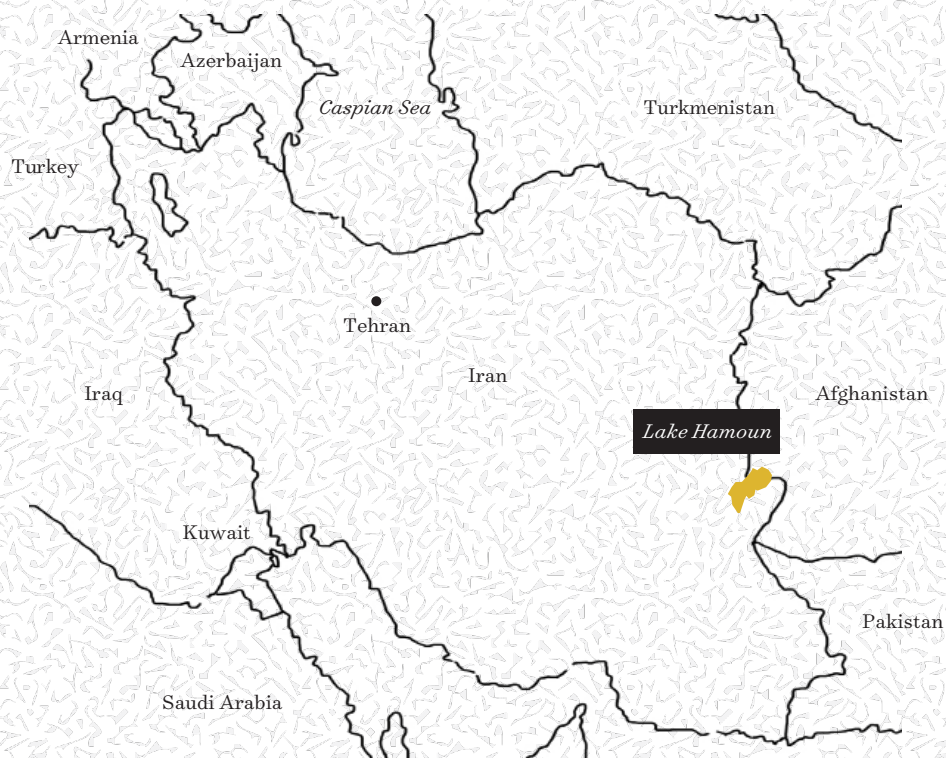 Armenia
Azerbaijan
Caspian Sea
Turkmenistan
Turkey
Tehran
Iran
Iraq
Afghanistan
Lake Hamoun
Kuwait
Pakistan
Saudi Arabia